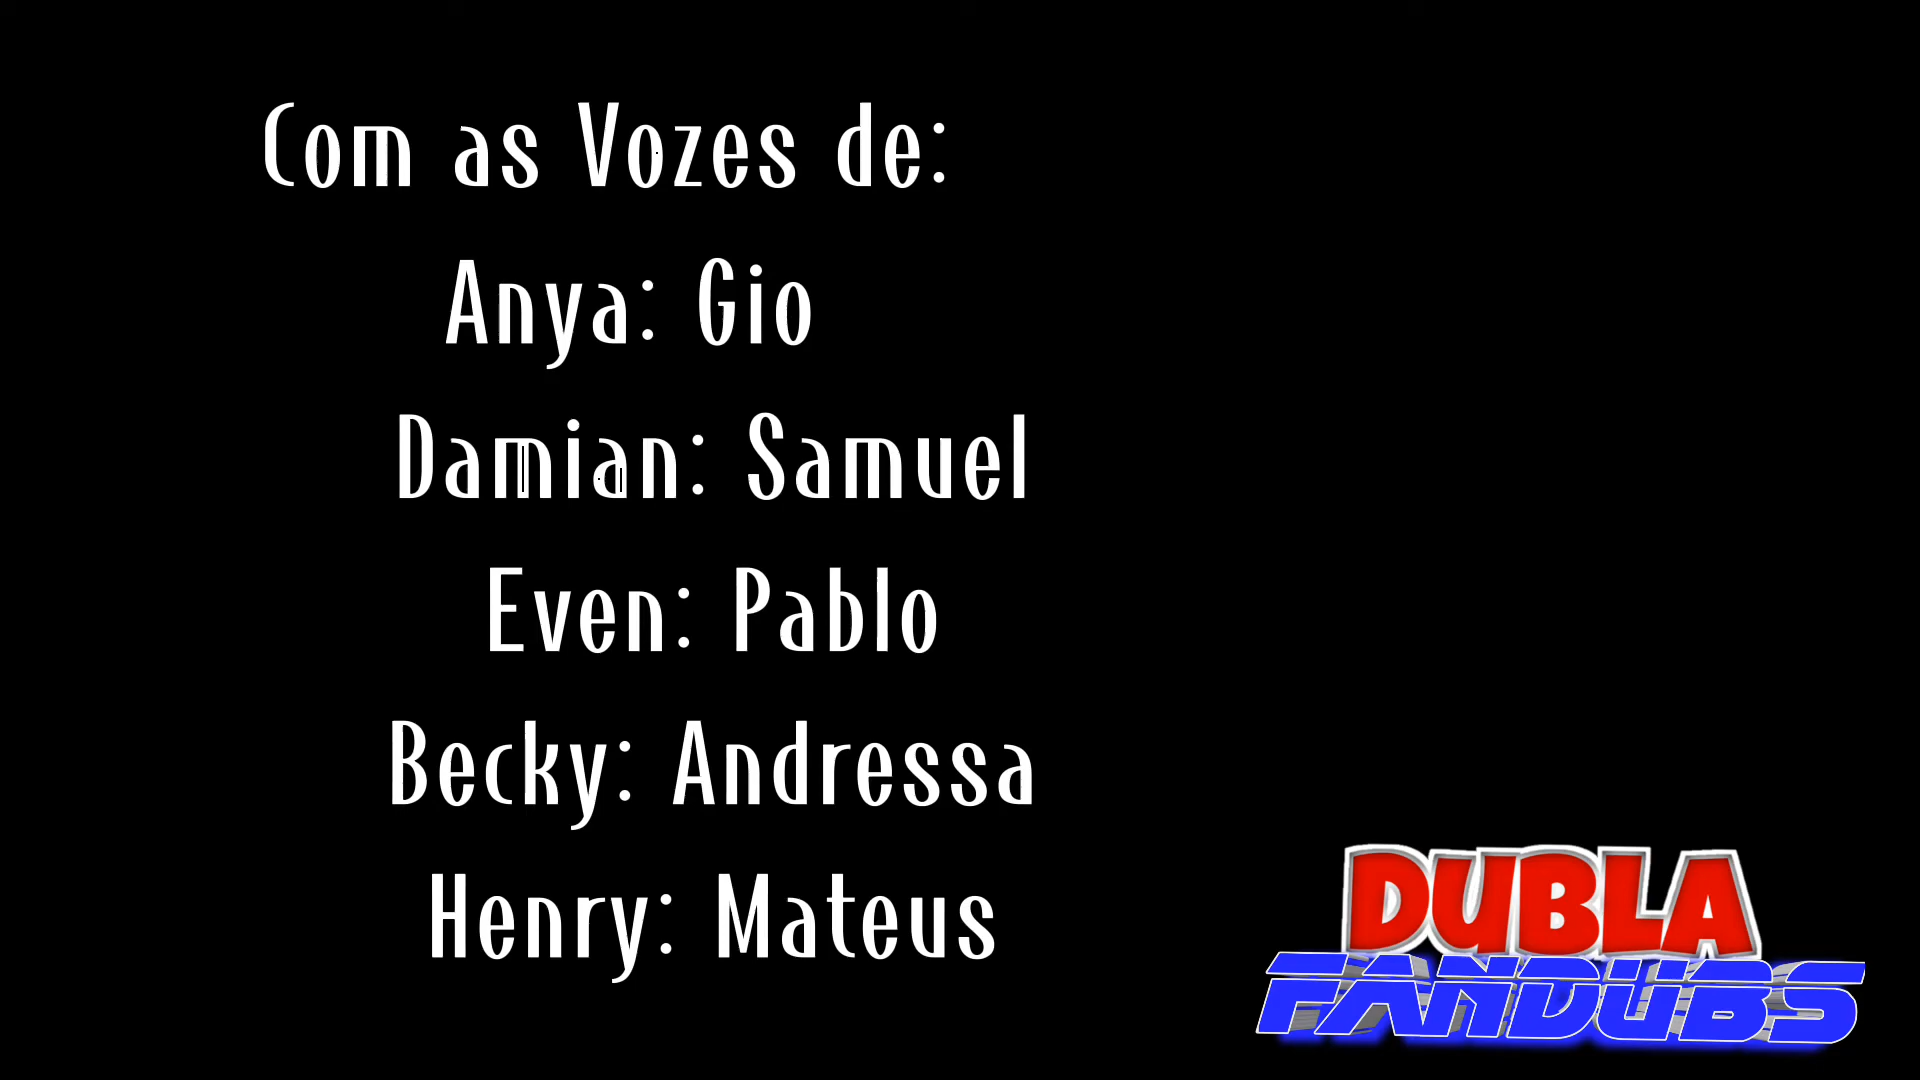 Com as Vozes de:
Anya: Gio
Damian: Samuel
Even: Pablo
Becky: Andressa
Henry: Mateus
DUBLA
FANDUBS